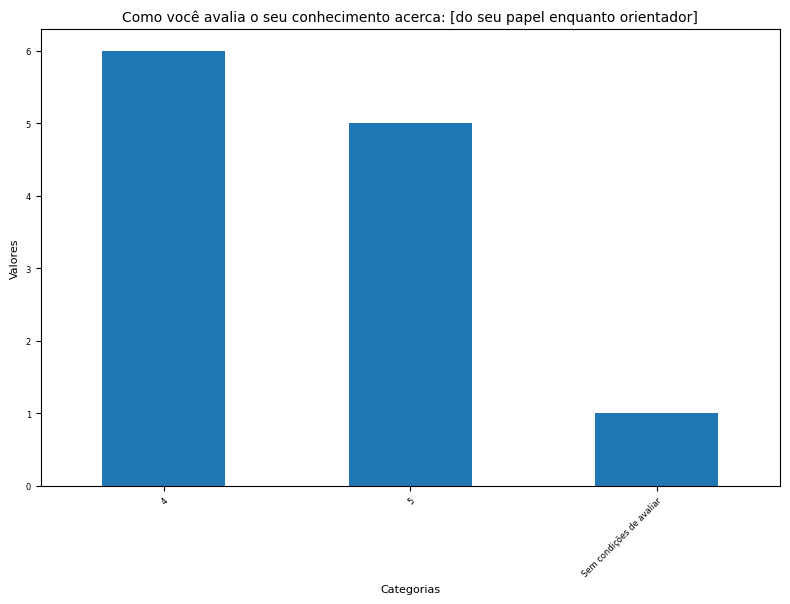 Como você avalia o seu conhecimento acerca: [do seu papel enquanto orientador]
6
5
4
3
2
1
0
Valores
4
5
Sem condições de avaliar
Categorias